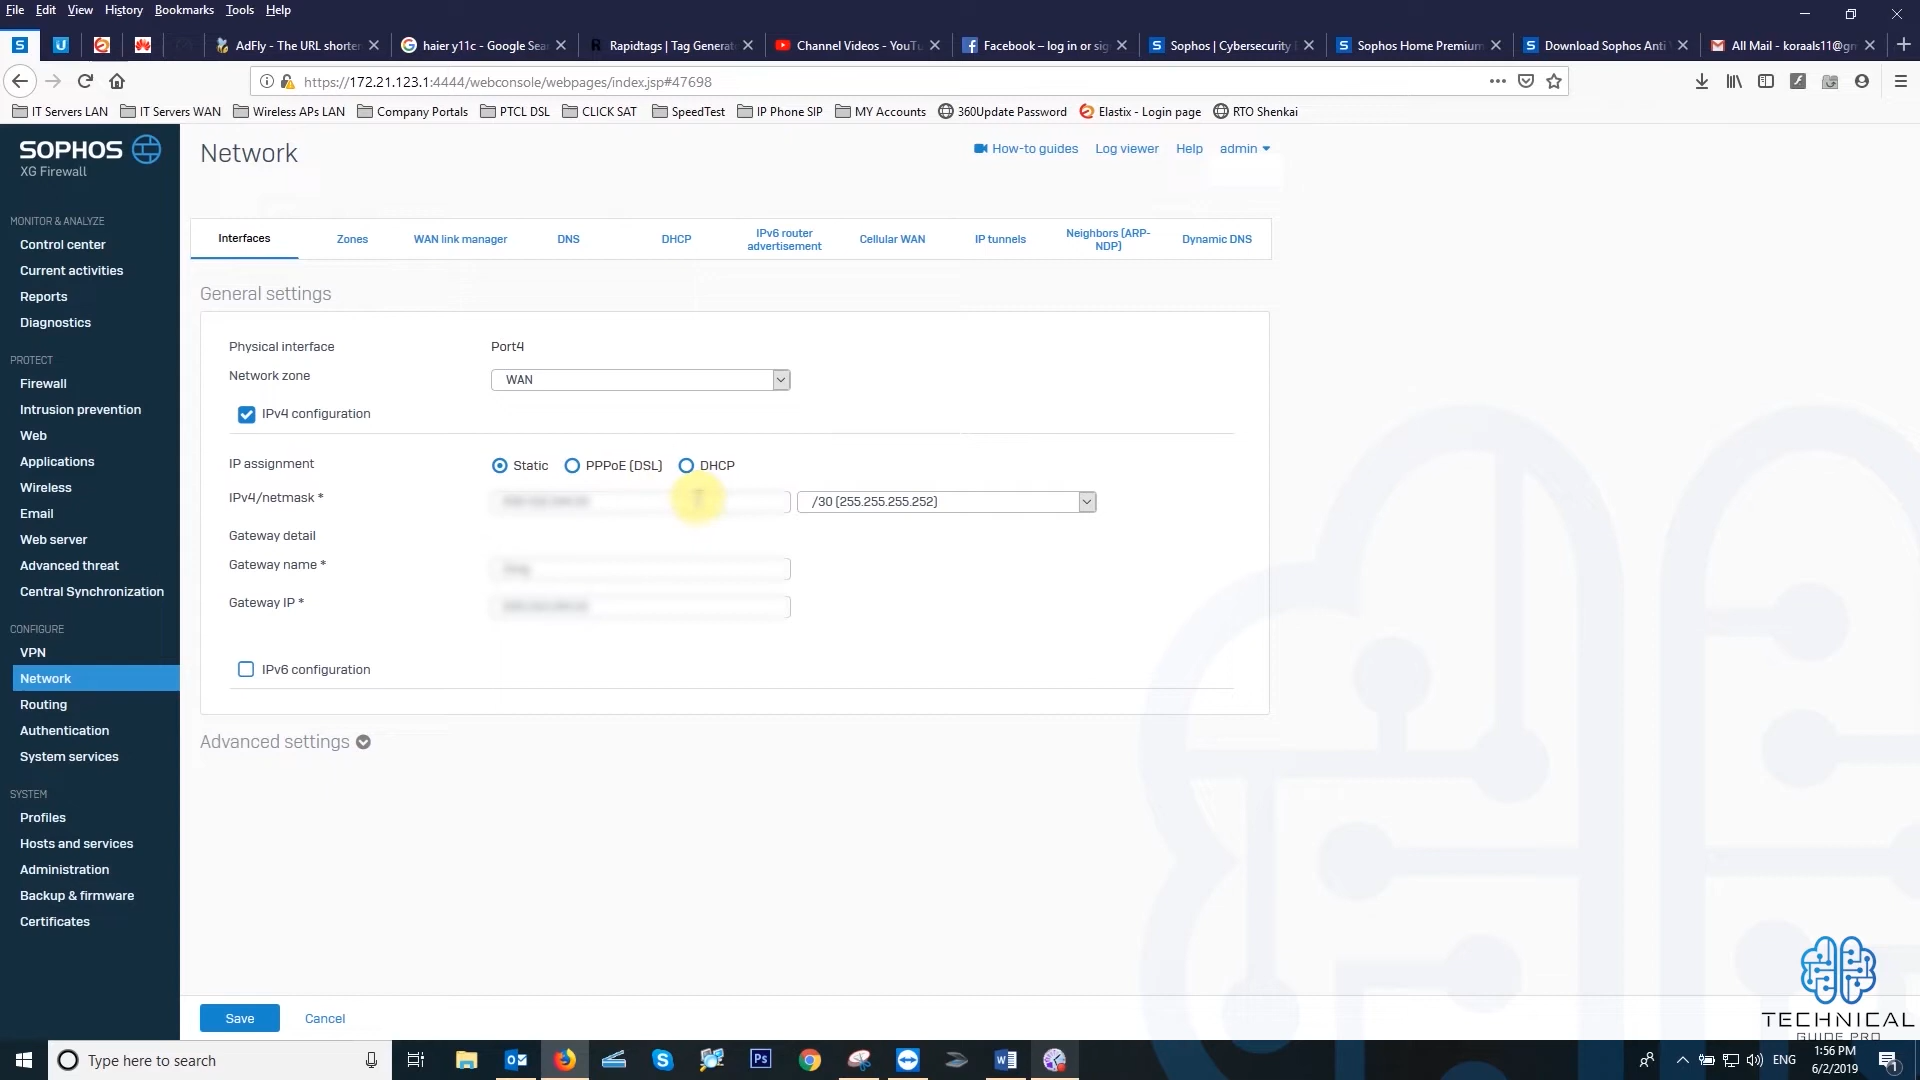 File Edit View History Bookmarks Tools Help
AdFly - The URL shorte
haier y11c - Google Sea
Rapidtags | Tag Generat
Channel Videos - YouTu
Facebook – log in or sig
Sophos | Cybersecurity
Sophos Home Premium
Download Sophos Anti
All Mail - koraals11@gm
https://172.21.123.1:4444/webconsole/webpages/index.jsp#47698
IT Servers LAN IT Servers WAN Wireless APs LAN Company Portals PTCL DSL CLICK SAT SpeedTest IP Phone SIP MY Accounts 360Update Password Elastix - Login page RTO Shenkai
SOPHOS
XG Firewall
MONITOR & ANALYZE
Control center
Current activities
Reports
Diagnostics
PROTECT
Firewall
Intrusion prevention
Web
Applications
Wireless
Email
Web server
Advanced threat
Central Synchronization
CONFIGURE
VPN
Network
Routing
Authentication
System services
SYSTEM
Profiles
Hosts and services
Administration
Backup & firmware
Certificates
Network
How-to guides Log viewer Help admin
Interfaces
Zones
WAN link manager
DNS
DHCP
IPv6 router
advertisement
Cellular WAN
IP tunnels
Neighbors (ARP-
NDP)
Dynamic DNS
General settings
Physical interface Port4
Network zone WAN
IPv4 configuration
IP assignment Static PPPoE (DSL) DHCP
IPv4/netmask * /30 (255.255.255.252)
Gateway detail
Gateway name *
Gateway IP *
IPv6 configuration
Advanced settings
Save Cancel
TECHNICAL
GUIDE PRO
Type here to search
ENG
1:56 PM
6/2/2019
1